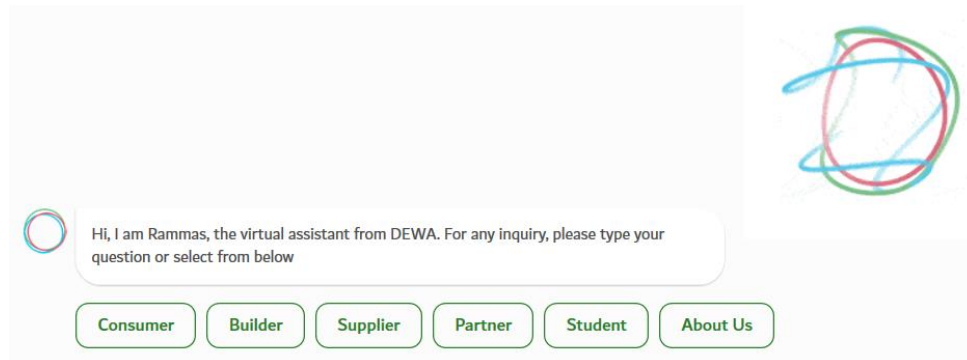 Hi, I am Rammas, the virtual assistant from DEWA. For any inquiry, please type your
question or select from below
Consumer
Builder
Supplier
Partner
Student
About Us